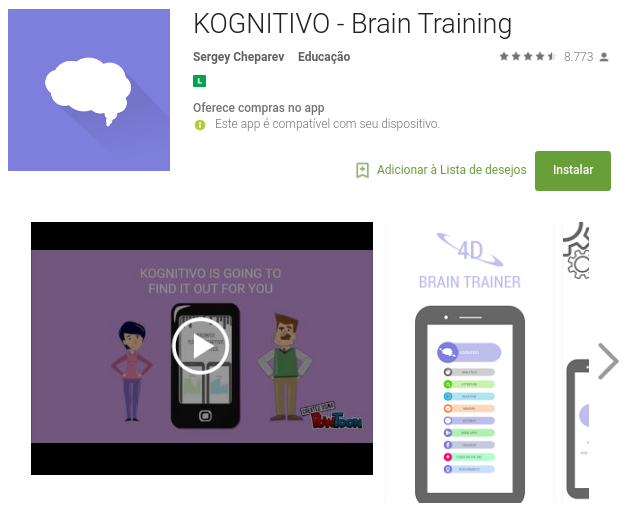 KOGNITIVO - Brain Training
Sergey Cheparev Educação
8.773
L
Oferece compras no app
Este app é compatível com seu dispositivo.
Adicionar à Lista de desejos
Instalar
KOGNITIVO IS GOING TO
FIND IT OUT FOR YOU
CREATED USING
POWTOON
4D
BRAIN TRAINER
KOGNITIVO